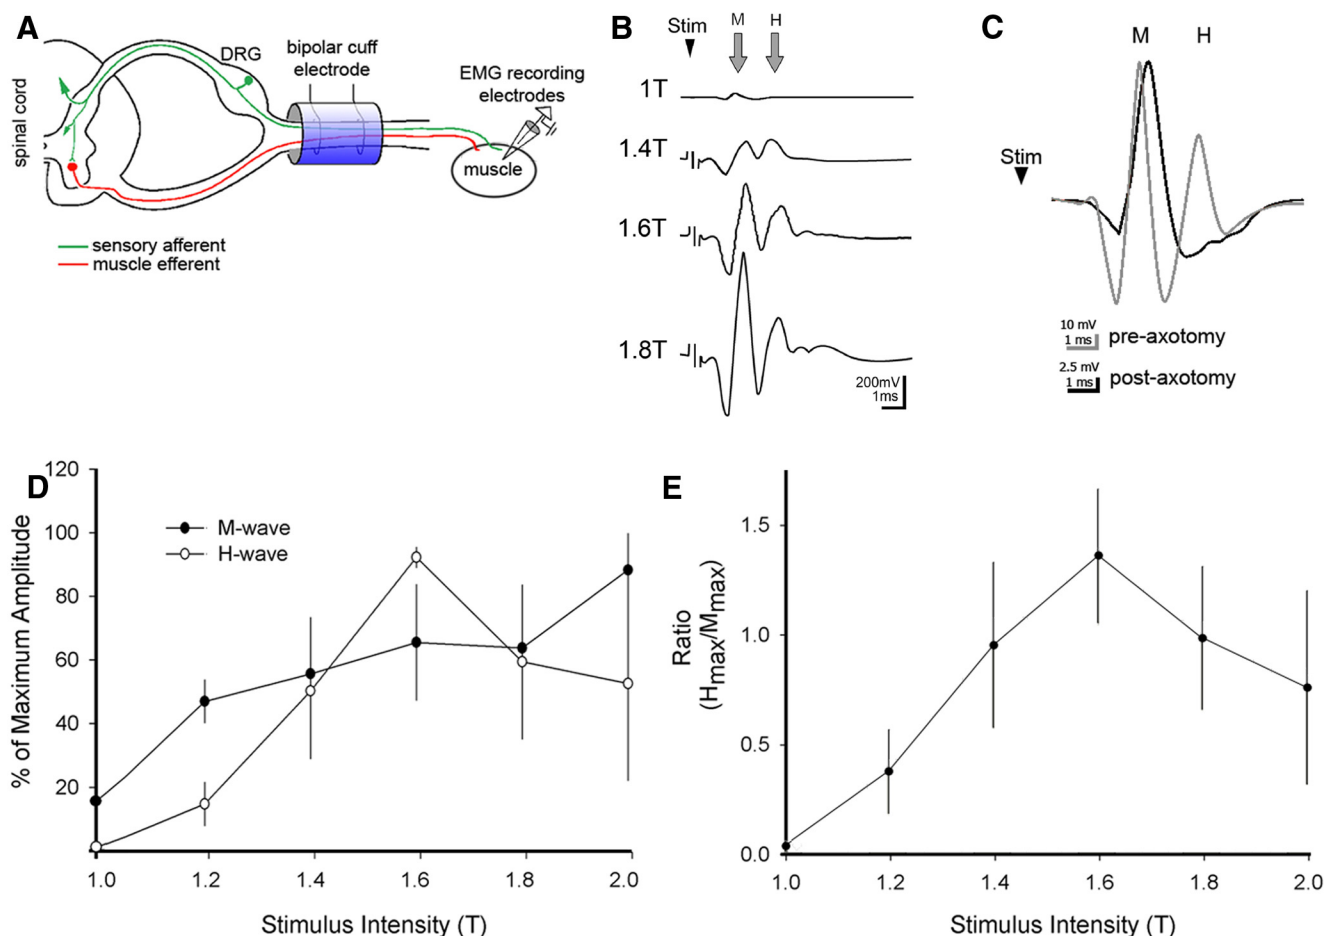 A
DRG
bipolar cuff
electrode
EMG recording
electrodes
spinal cord
muscle
sensory afferent
muscle efferent
B
Stim
M
H
1T
1.4T
1.6T
1.8T
200mV
1ms
C
M
H
Stim
10 mV
1 ms
pre-axotomy
2.5 mV
1 ms
post-axotomy
D
% of Maximum Amplitude
120
100
80
60
40
20
M-wave
H-wave
1.0
1.2
1.4
1.6
1.8
2.0
Stimulus Intensity (T)
E
Ratio
(Hmax/Mmax)
1.5
1.0
0.5
0.0
1.0
1.2
1.4
1.6
1.8
2.0
Stimulus Intensity (T)